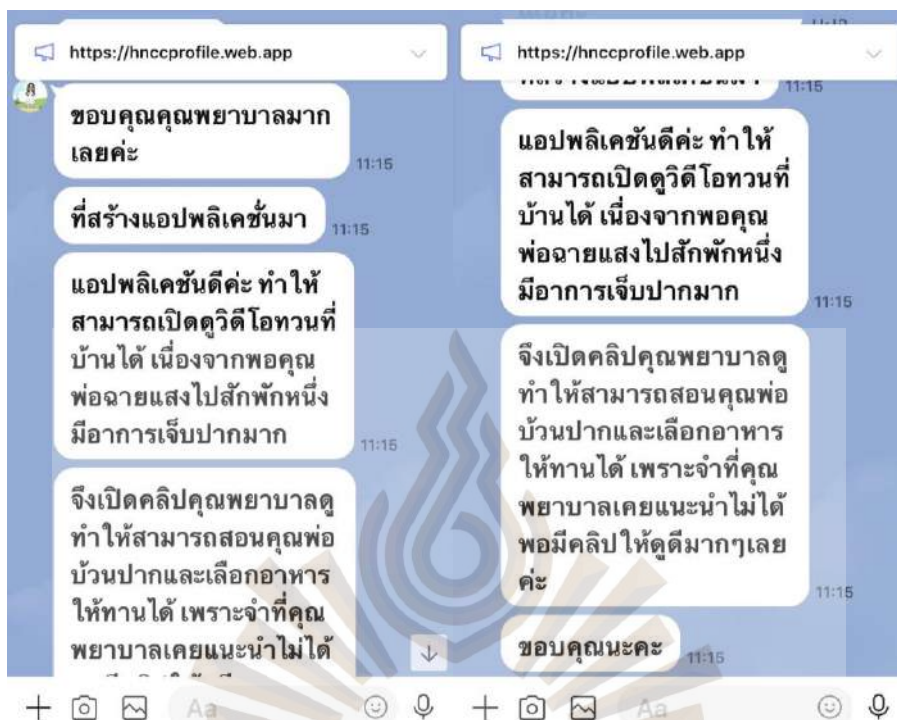 https://hnccprofile.web.app
ขอบคุณคุณพยาบาลมาก
เลยค่ะ
11:15
ที่สร้างแอปพลิเคชั่นมา
11:15
แอปพลิเคชันดีค่ะ ทำให้
สามารถเปิดดูวิดีโอทวนที่
บ้านได้ เนื่องจากพอคุณ
พ่อฉายแสงไปสักพักหนึ่ง
มีอาการเจ็บปากมาก
11:15
จึงเปิดคลิปคุณพยาบาลดู
ทำให้สามารถสอนคุณพ่อ
บ้วนปากและเลือกอาหาร
ให้ทานได้ เพราะจำที่คุณ
พยาบาลเคยแนะนำไม่ได้
Aa
https://hnccprofile.web.app
11:15
แอปพลิเคชันดีค่ะ ทำให้
สามารถเปิดดูวิดีโอทวนที่
บ้านได้ เนื่องจากพอคุณ
พ่อฉายแสงไปสักพักหนึ่ง
มีอาการเจ็บปากมาก
11:15
จึงเปิดคลิปคุณพยาบาลดู
ทำให้สามารถสอนคุณพ่อ
บ้วนปากและเลือกอาหาร
ให้ทานได้ เพราะจำที่คุณ
พยาบาลเคยแนะนำไม่ได้
พอมีคลิปให้ดูดีมากๆเลย
ค่ะ
11:15
ขอบคุณนะคะ
11:15
Aa